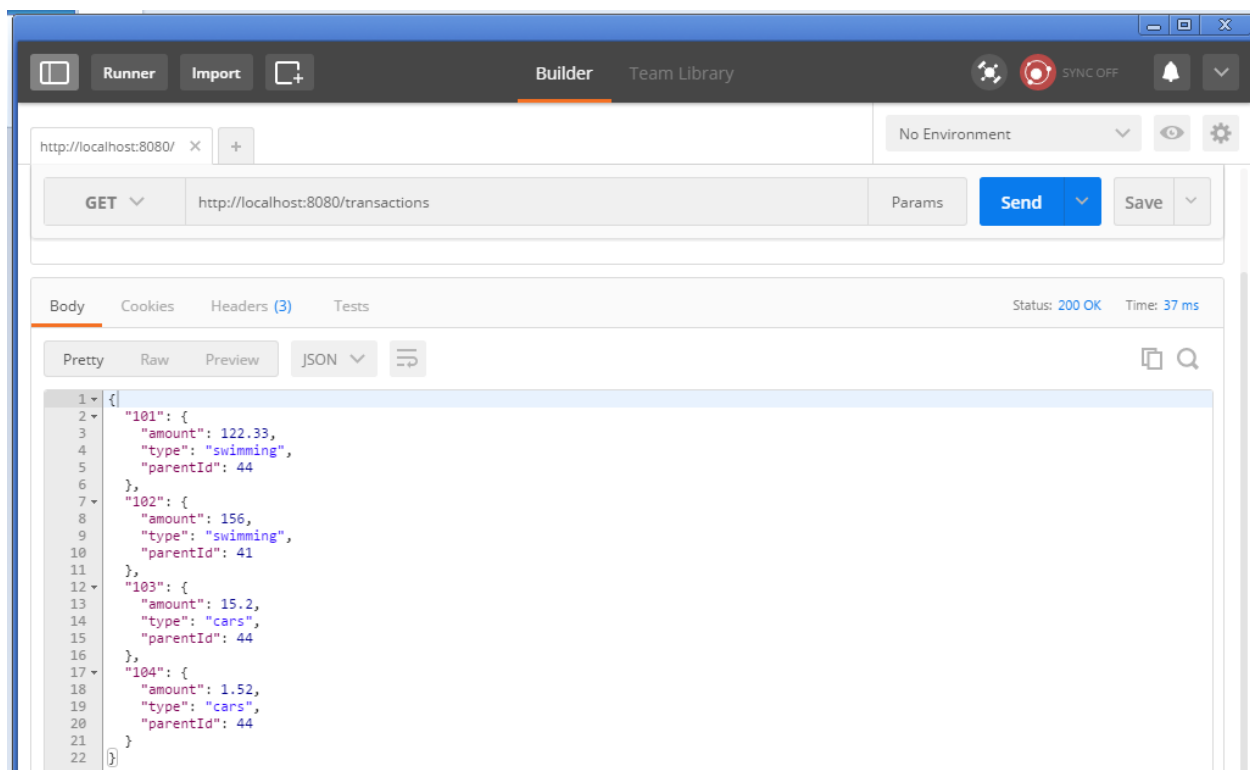 Runner Import Builder Team Library SYNC OFF
http://localhost:8080/ No Environment
GET http://localhost:8080/transactions Params Send Save
Body Cookies Headers (3) Tests Status: 200 OK Time: 37 ms
Pretty Raw Preview JSON
1 {
2 "101": {
3 "amount": 122.33,
4 "type": "swimming",
5 "parentId": 44
6 },
7 "102": {
8 "amount": 156,
9 "type": "swimming",
10 "parentId": 41
11 },
12 "103": {
13 "amount": 15.2,
14 "type": "cars",
15 "parentId": 44
16 },
17 "104": {
18 "amount": 1.52,
19 "type": "cars",
20 "parentId": 44
21 }
22 }